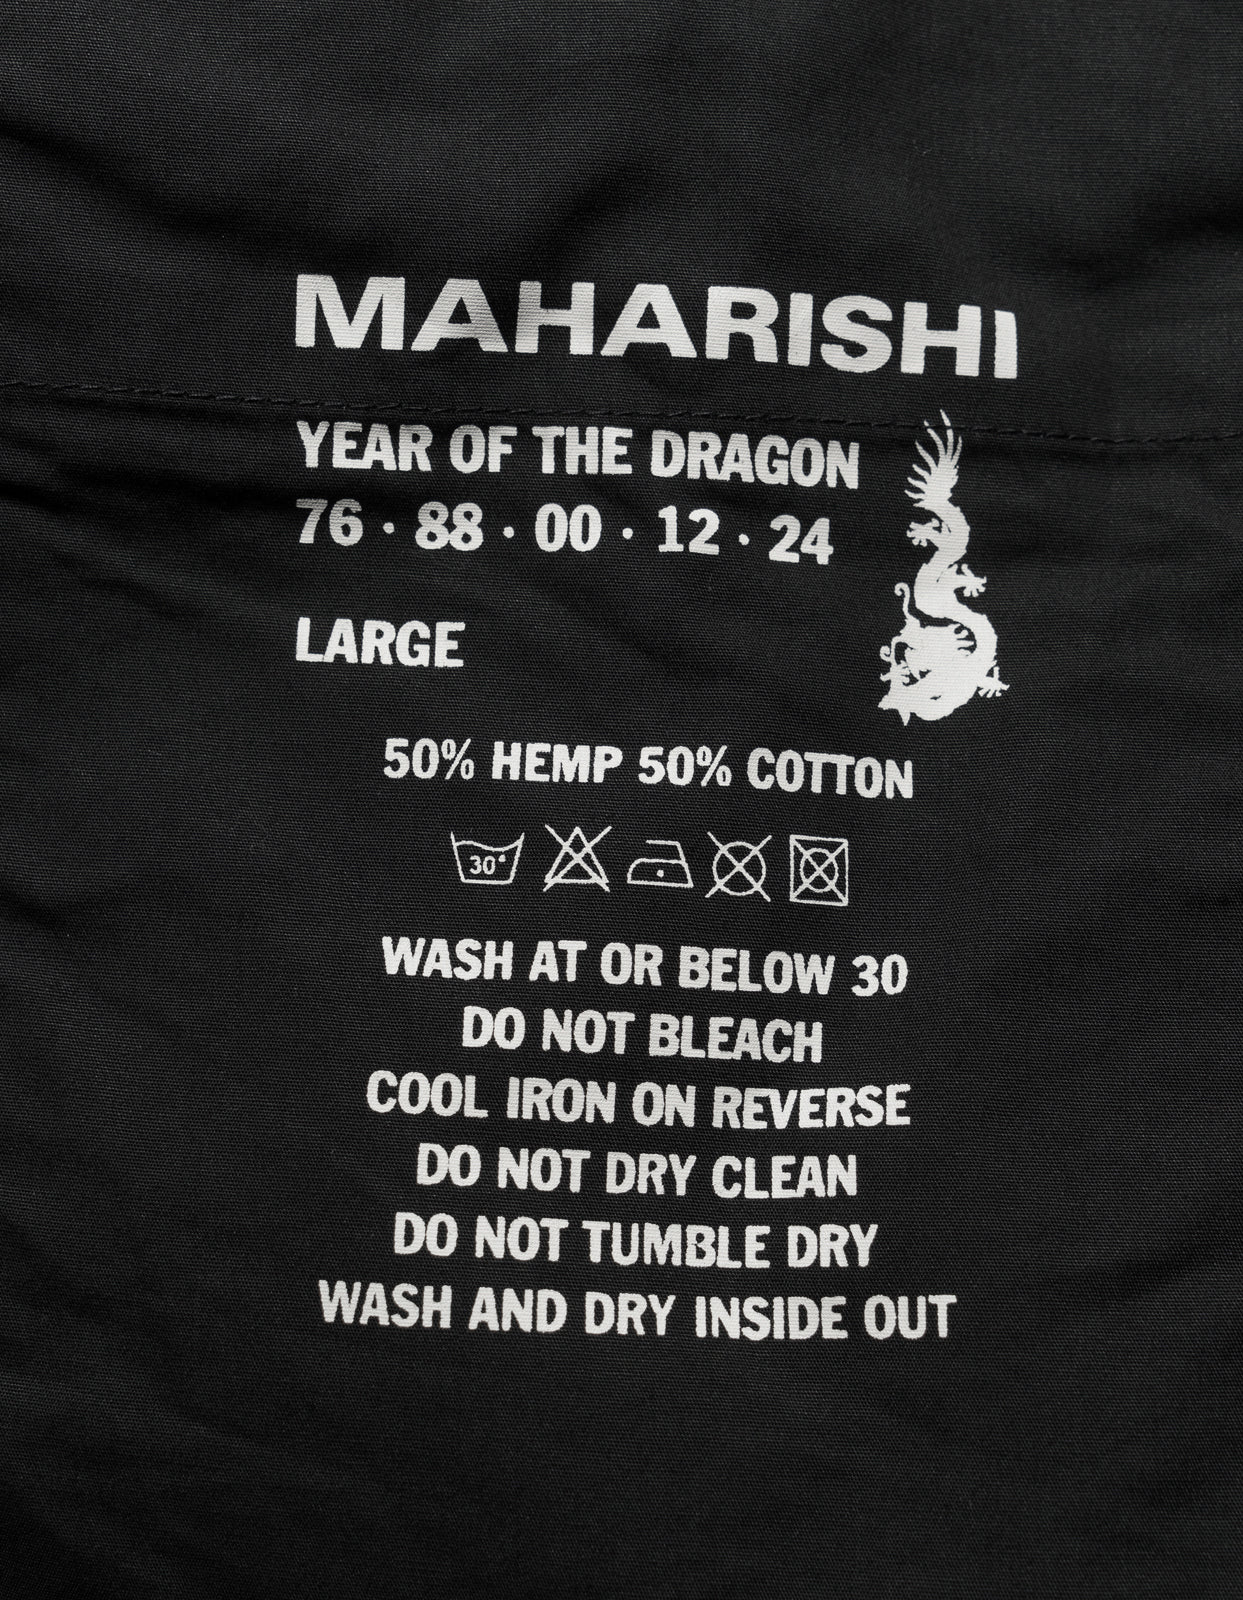 MAHARISHI
YEAR OF THE DRAGON
76 · 88 · 00 · 12 · 24
LARGE
50% HEMP 50% COTTON
30°
WASH AT OR BELOW 30
DO NOT BLEACH
COOL IRON ON REVERSE
DO NOT DRY CLEAN
DO NOT TUMBLE DRY
WASH AND DRY INSIDE OUT